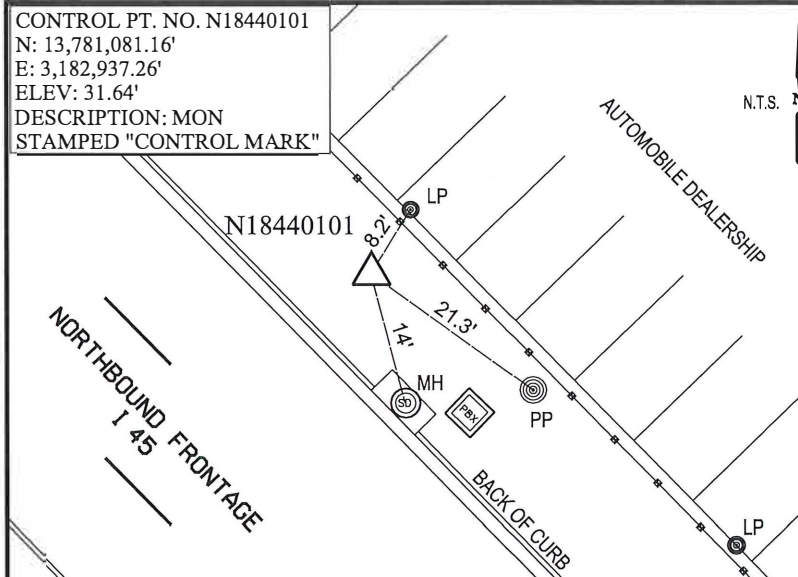 CONTROL PT. NO. N18440101
N: 13,781,081.16'
E: 3,182,937.26'
ELEV: 31.64'
DESCRIPTION: MON
STAMPED "CONTROL MARK"
N.T.S.
AUTOMOBILE DEALERSHIP
LP
N18440101
8.2'
21.3'
14'
NORTHBOUND FRONTAGE
I 45
MH
SD
PBX
PP
BACK OF CURB
LP